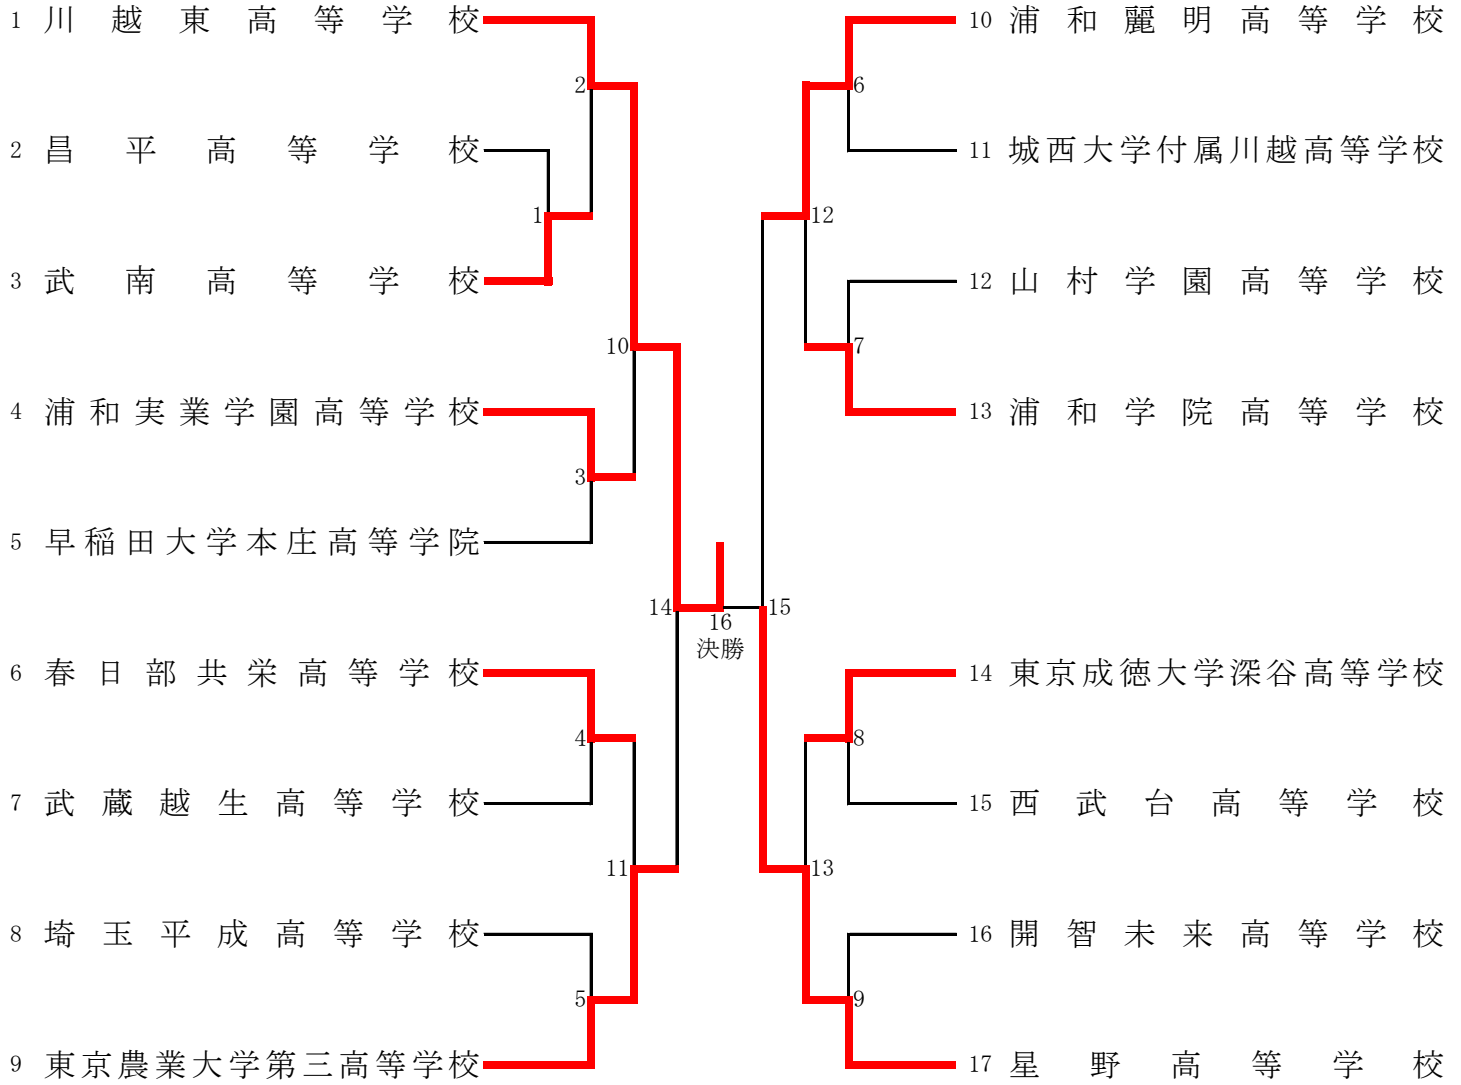 1 川越東高等学校
2 昌平高等学校
3 武南高等学校
4 浦和実業学園高等学校
5 早稲田大学本庄高等学院
6 春日部共栄高等学校
7 武蔵越生高等学校
8 埼玉平成高等学校
9 東京農業大学第三高等学校
2
1
10
3
14
4
11
5
16
決勝
6
12
7
15
8
13
9
10 浦和麗明高等学校
11 城西大学付属川越高等学校
12 山村学園高等学校
13 浦和学院高等学校
14 東京成徳大学深谷高等学校
15 西武台高等学校
16 開智未来高等学校
17 星野高等学校